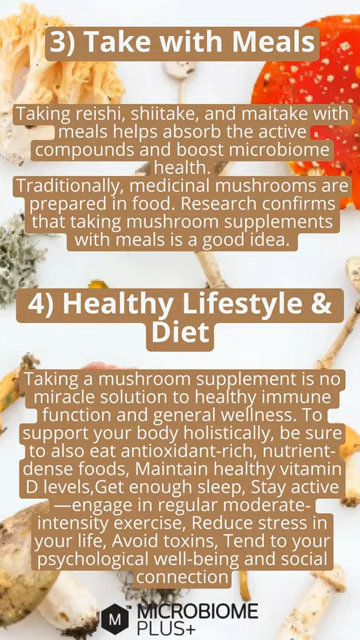 3) Take with Meals
Taking reishi, shiitake, and maitake with
meals helps absorb the active
compounds and boost microbiome
health.
Traditionally, medicinal mushrooms are
prepared in food. Research confirms
that taking mushroom supplements
with meals is a good idea.
4) Healthy Lifestyle &
Diet
Taking a mushroom supplement is no
miracle solution to healthy immune
function and general wellness. To
support your body holistically, be sure
to also eat antioxidant-rich, nutrient-
dense foods, Maintain healthy vitamin
D levels,Get enough sleep, Stay active
—engage in regular moderate-
intensity exercise, Reduce stress in
your life, Avoid toxins, Tend to your
psychological well-being and social
connection
M
MICROBIOME
PLUS+